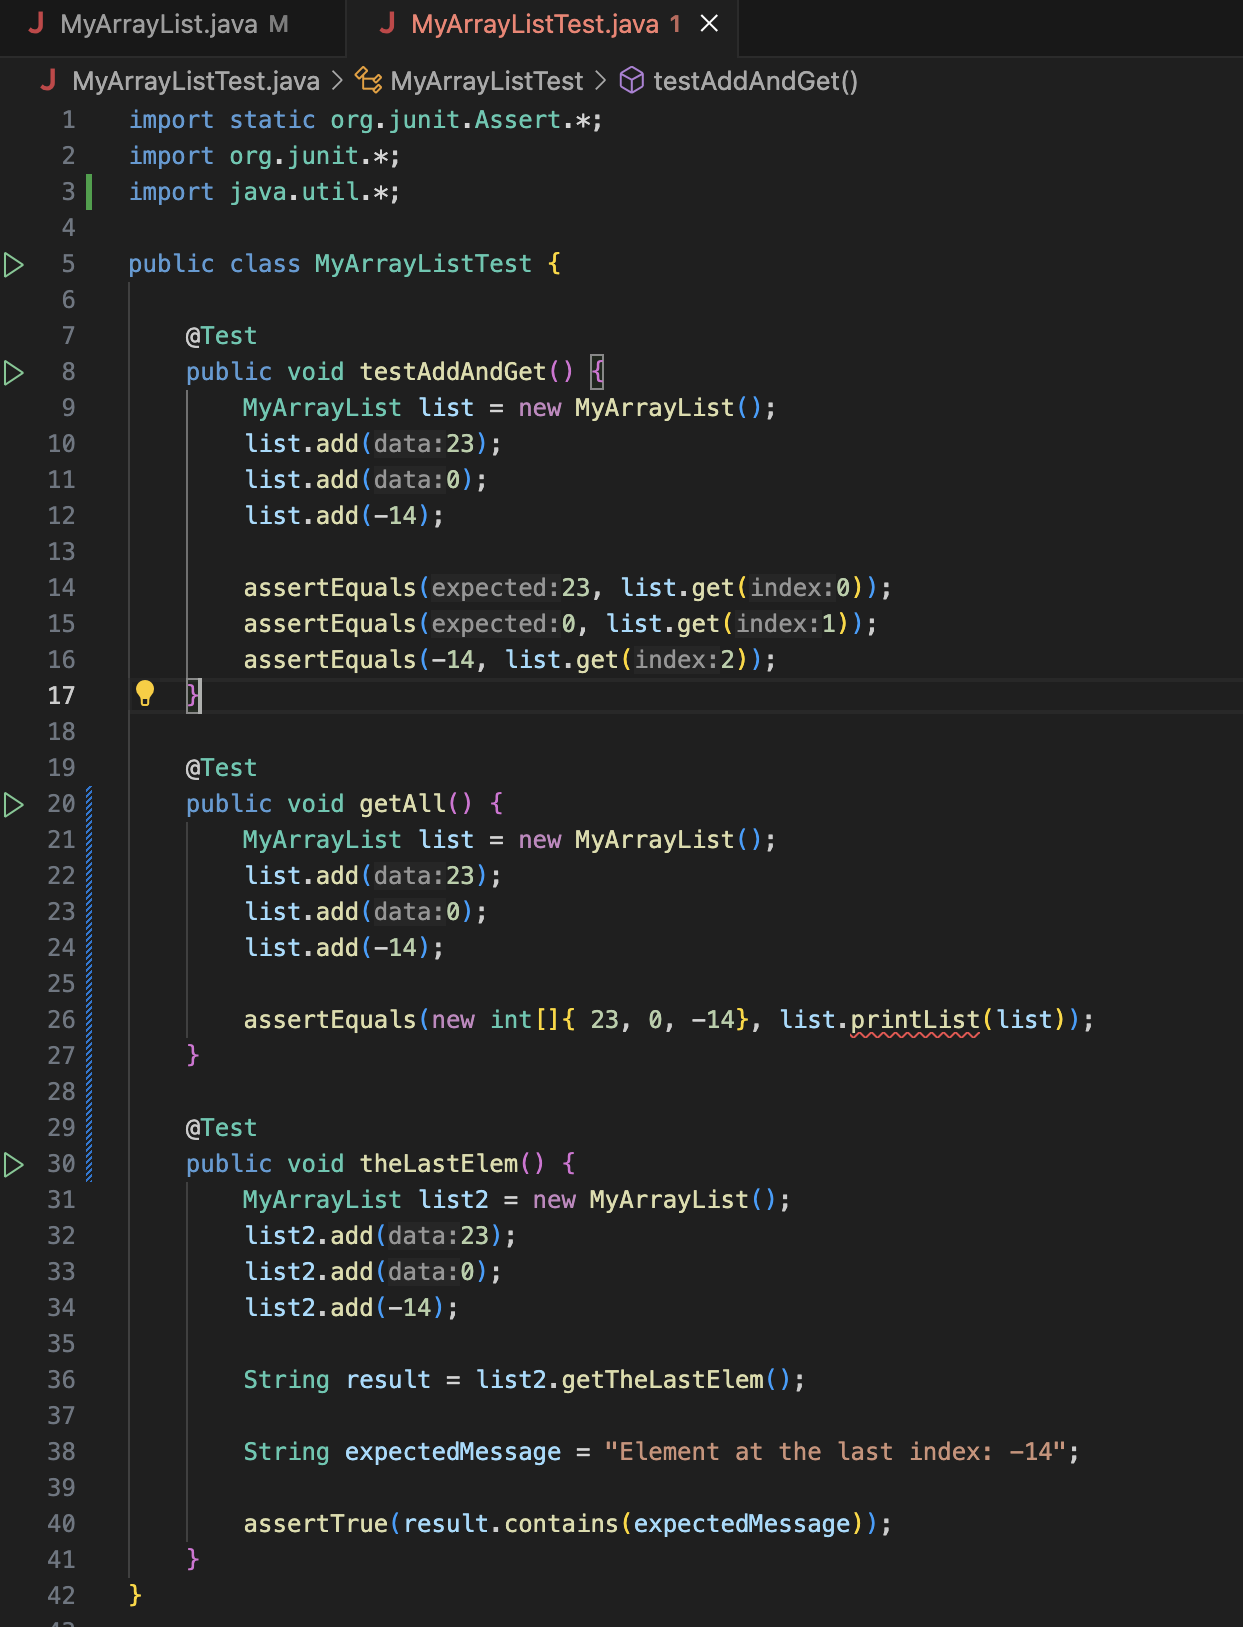 MyArrayList.java M
MyArrayListTest.java 1
MyArrayListTest.java > MyArrayListTest > testAddAndGet()
1 import static org.junit.Assert.*;
2 import org.junit.*;
3 import java.util.*;
4
5 public class MyArrayListTest {
6
7 @Test
8 public void testAddAndGet() {
9 MyArrayList list = new MyArrayList();
10 list.add(data:23);
11 list.add(data:0);
12 list.add(-14);
13
14 assertEquals(expected:23, list.get(index:0));
15 assertEquals(expected:0, list.get(index:1));
16 assertEquals(-14, list.get(index:2));
17 }
18
19 @Test
20 public void getAll() {
21 MyArrayList list = new MyArrayList();
22 list.add(data:23);
23 list.add(data:0);
24 list.add(-14);
25
26 assertEquals(new int[]{ 23, 0, -14}, list.printList(list));
27 }
28
29 @Test
30 public void theLastElem() {
31 MyArrayList list2 = new MyArrayList();
32 list2.add(data:23);
33 list2.add(data:0);
34 list2.add(-14);
35
36 String result = list2.getTheLastElem();
37
38 String expectedMessage = "Element at the last index: -14";
39
40 assertTrue(result.contains(expectedMessage));
41 }
42 }